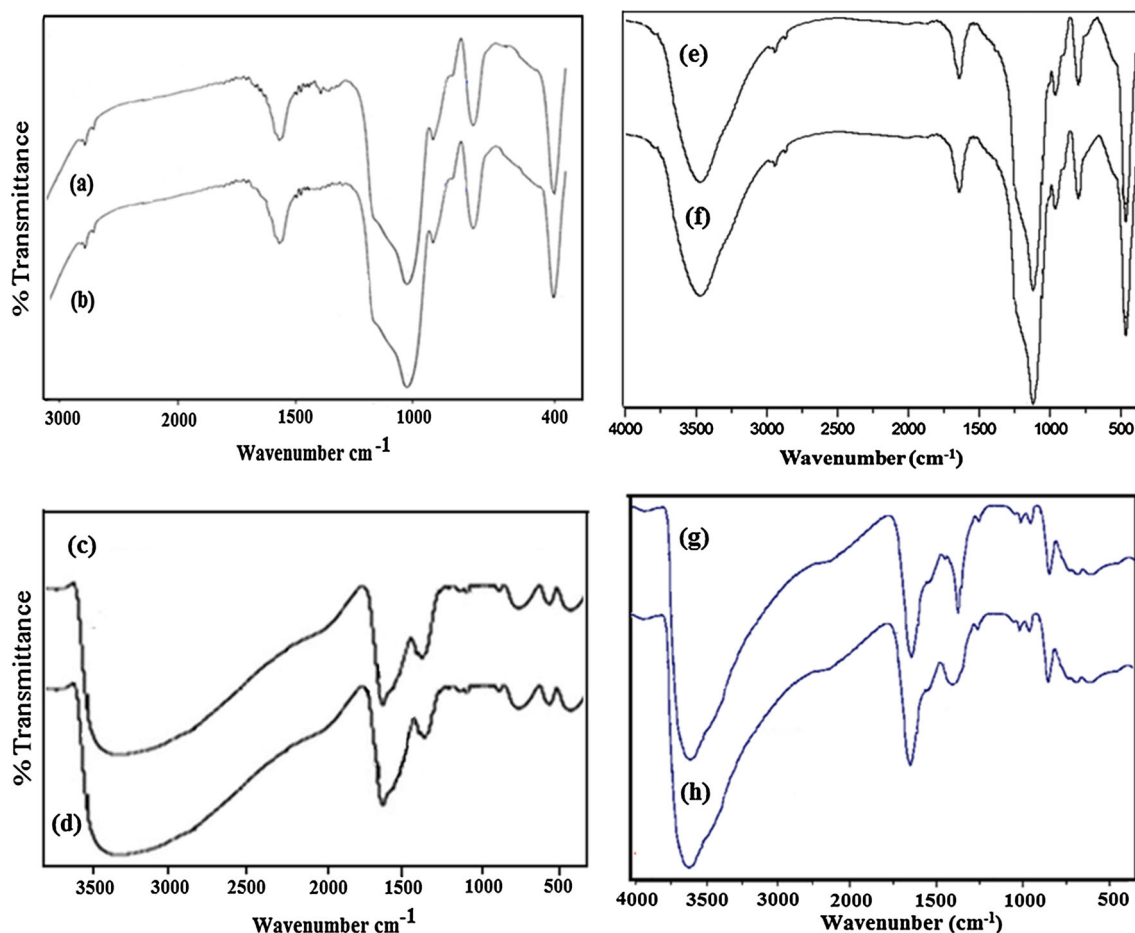 % Transmittance
(a)
(b)
3000 2000 1500 1000 400
Wavenumber cm-1
(e)
(f)
4000 3500 3000 2500 2000 1500 1000 500
Wavenumber (cm-1)
% Transmittance
(c)
(d)
3500 3000 2000 1500 1000 500
Wavenumber cm-1
(g)
(h)
4000 3500 3000 2000 1500 1000 500
Wavenunber (cm-1)